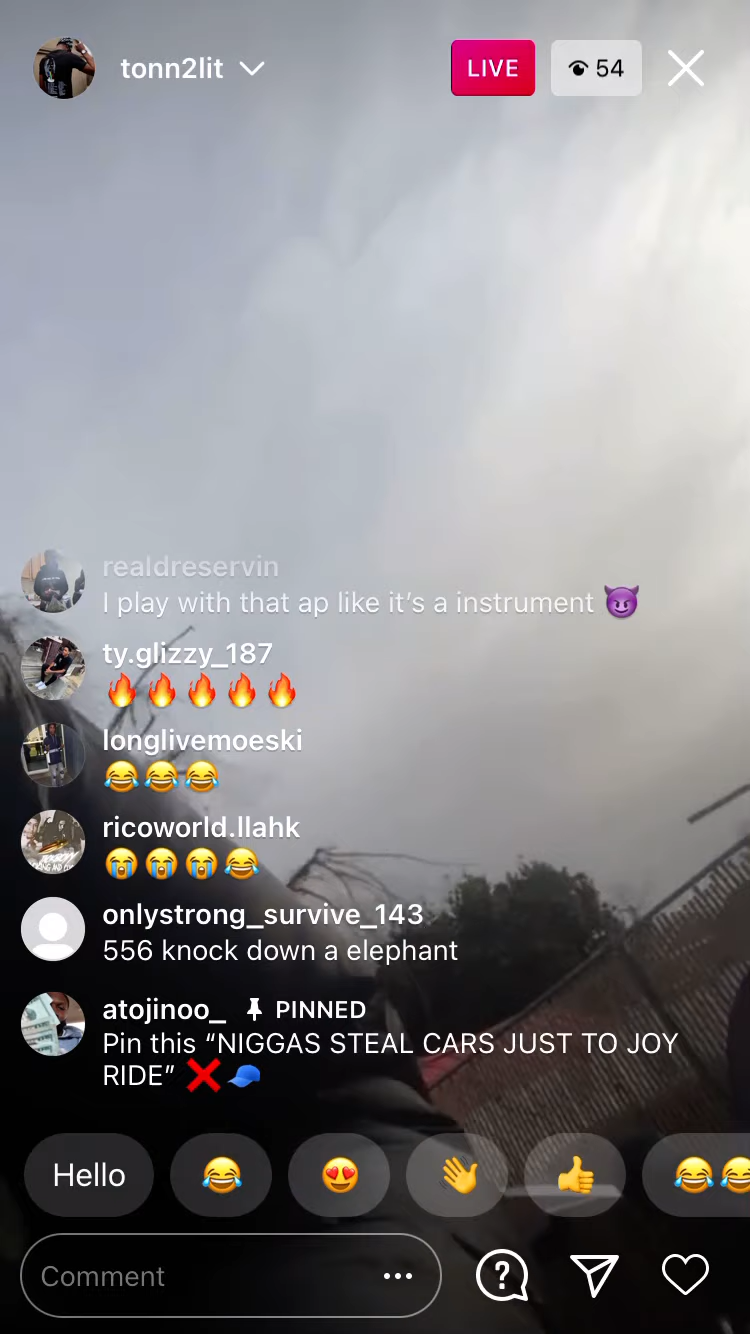 tonn2lit
LIVE
54
realdreservin
I play with that ap like it’s a instrument 😈
ty.glizzy_187
🔥🔥🔥🔥🔥
longlivemoeski
😂😂😂
ricoworld.llahk
😭😭😭😂
onlystrong_survive_143
556 knock down a elephant
atojinoo_ 📌 PINNED
Pin this “NIGGAS STEAL CARS JUST TO JOY
RIDE” ❌🧢
Hello 😂 😍 👋 👍 😂😂
Comment